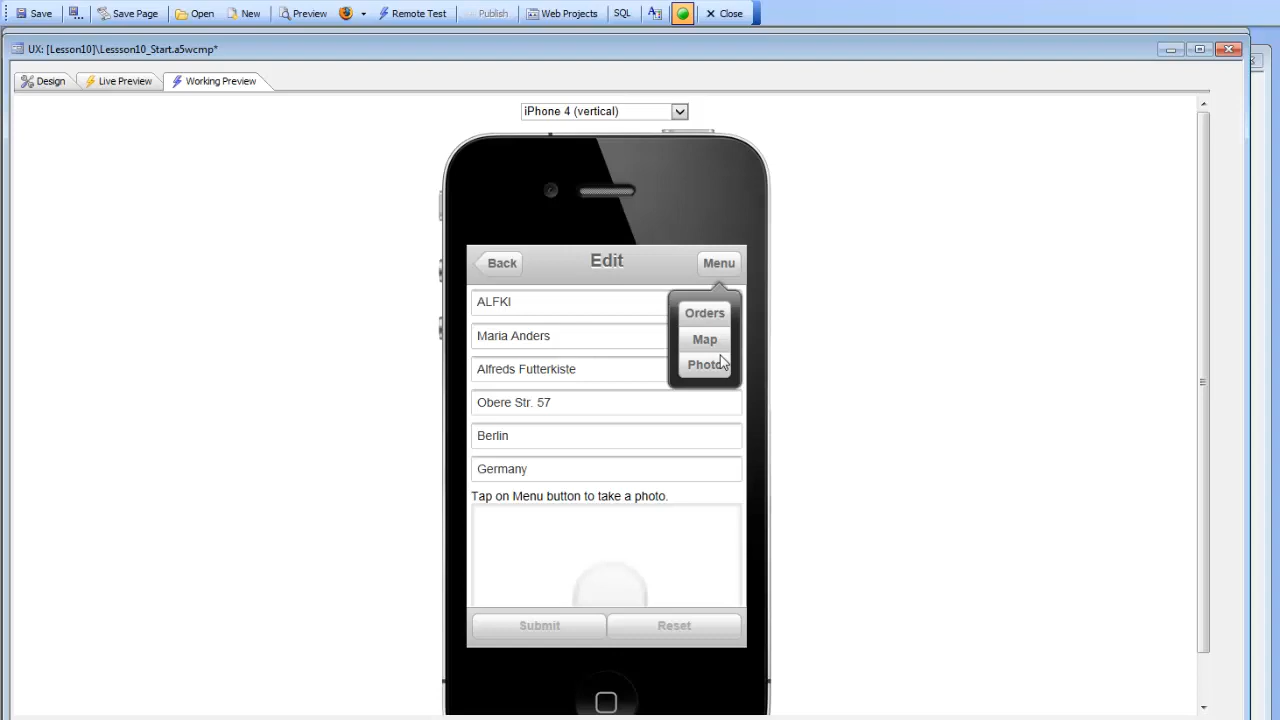 Save Save Page Open New Preview Remote Test Publish Web Projects SQL Close
UX: [Lesson10]\Lessson10_Start.a5wcmp*
Design Live Preview Working Preview
iPhone 4 (vertical)
Back Edit Menu
ALFKI
Orders
Maria Anders
Map
Alfreds Futterkiste
Photo
Obere Str. 57
Berlin
Germany
Tap on Menu button to take a photo.
Submit Reset